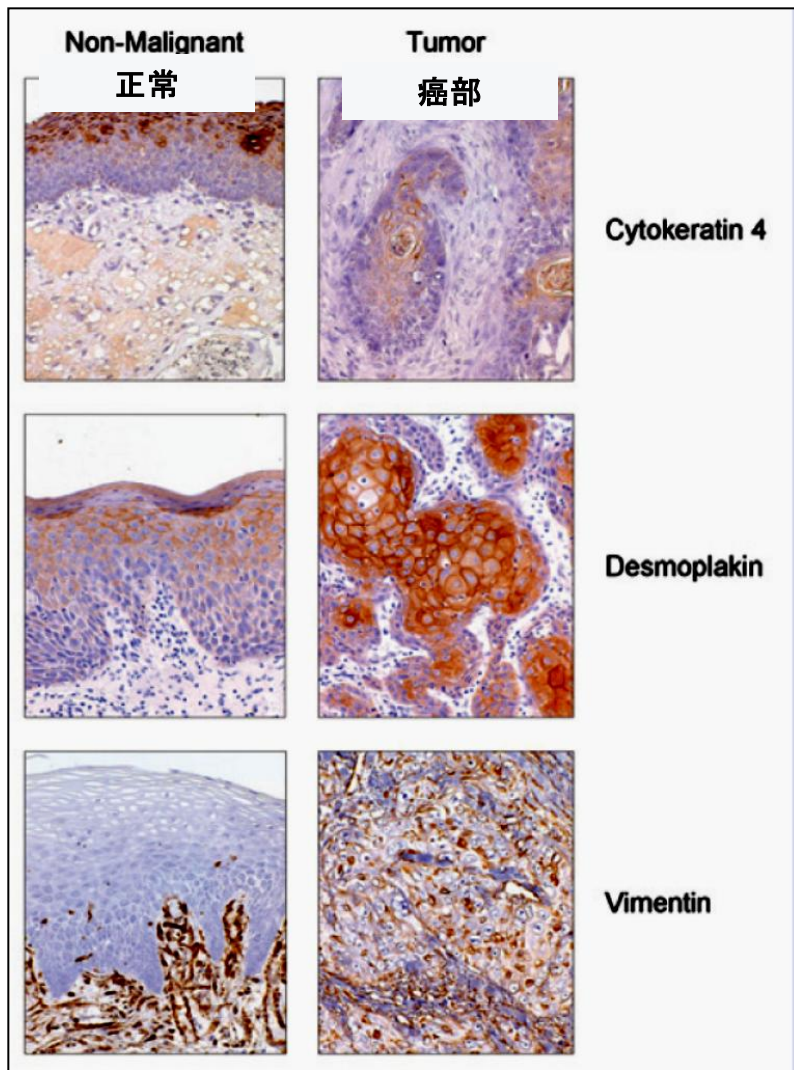 Non-Malignant Tumor
正常 癌部
Cytokeratin 4
Desmoplakin
Vimentin